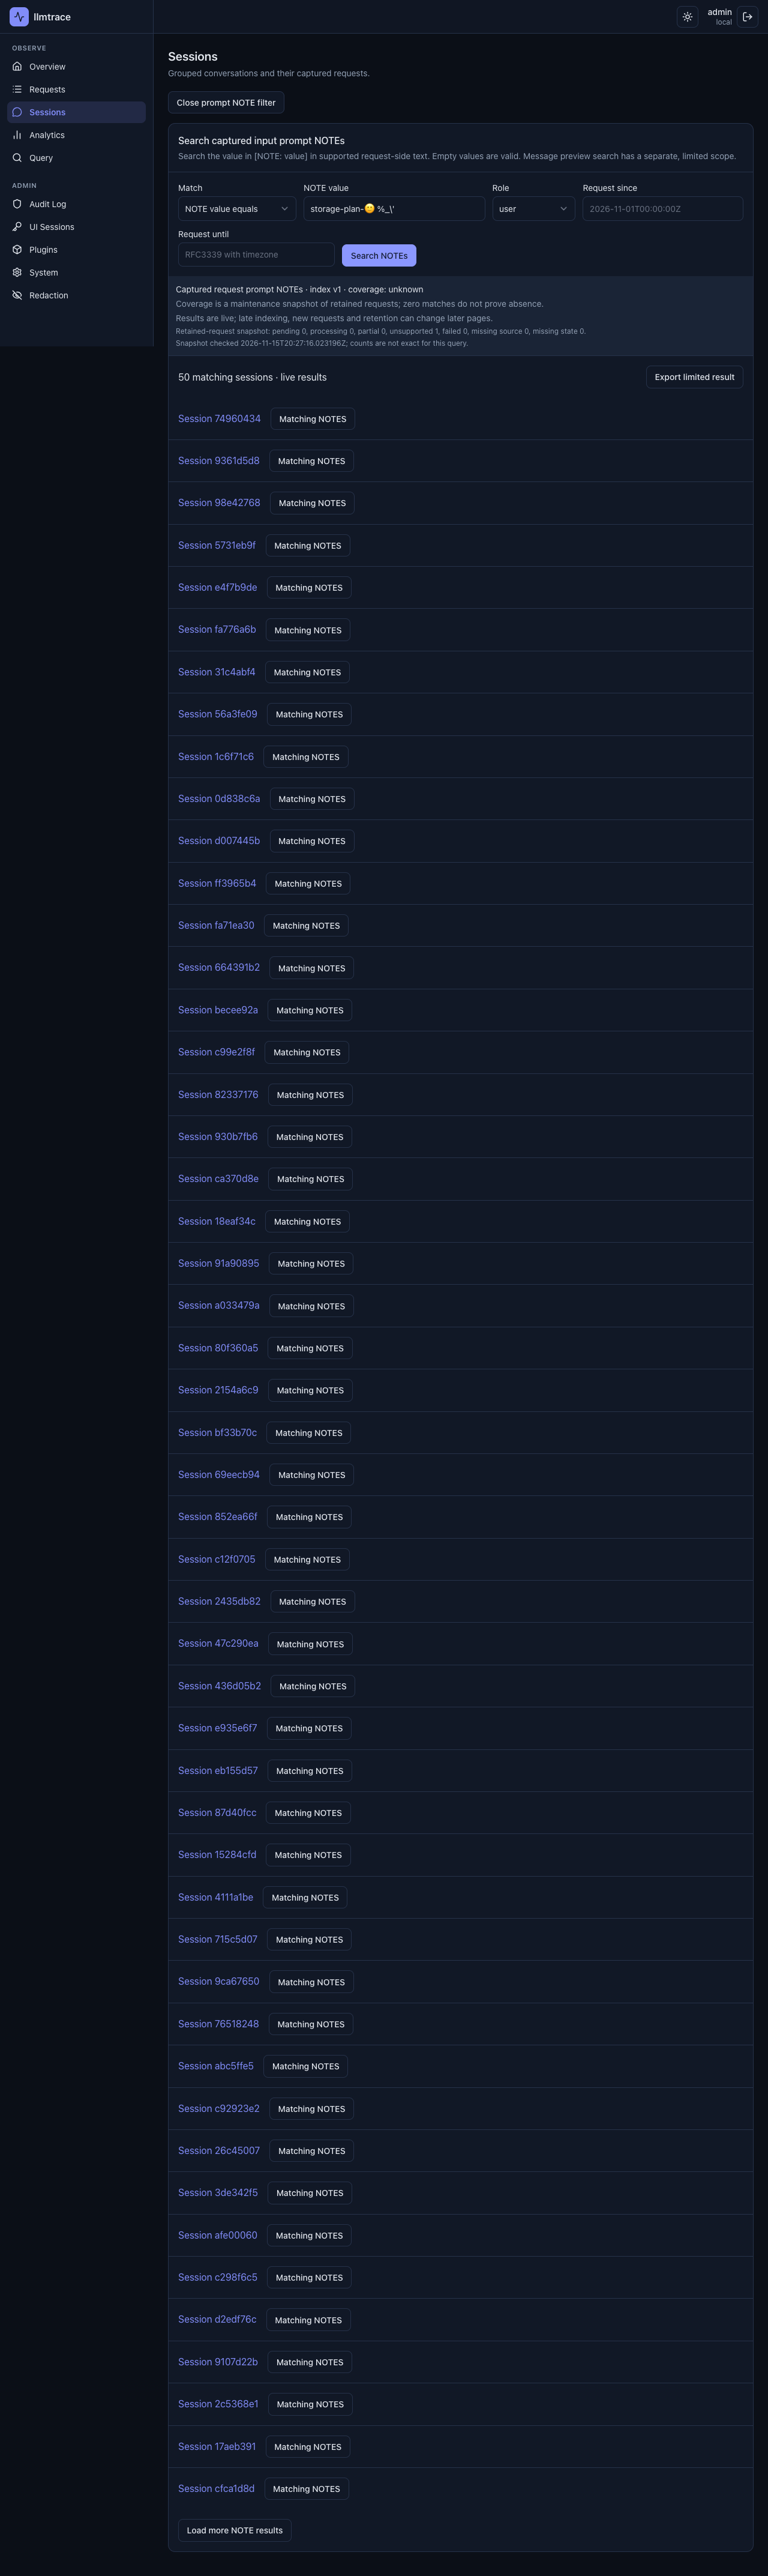 llmtrace
admin
local
OBSERVE
Overview
Requests
Sessions
Analytics
Query
ADMIN
Audit Log
UI Sessions
Plugins
System
Redaction
Sessions
Grouped conversations and their captured requests.
Close prompt NOTE filter
Search captured input prompt NOTEs
Search the value in [NOTE: value] in supported request-side text. Empty values are valid. Message preview search has a separate, limited scope.
Match
NOTE value
Role
Request since
NOTE value equals
storage-plan-😕 %_\'
user
2026-11-01T00:00:00Z
Request until
RFC3339 with timezone
Search NOTEs
Captured request prompt NOTEs · index v1 · coverage: unknown
Coverage is a maintenance snapshot of retained requests; zero matches do not prove absence.
Results are live; late indexing, new requests and retention can change later pages.
Retained-request snapshot: pending 0, processing 0, partial 0, unsupported 1, failed 0, missing source 0, missing state 0.
Snapshot checked 2026-11-15T20:27:16.023196Z; counts are not exact for this query.
50 matching sessions · live results
Export limited result
Session 74960434 Matching NOTES
Session 9361d5d8 Matching NOTES
Session 98e42768 Matching NOTES
Session 5731eb9f Matching NOTES
Session e4f7b9de Matching NOTES
Session fa776a6b Matching NOTES
Session 31c4abf4 Matching NOTES
Session 56a3fe09 Matching NOTES
Session 1c6f71c6 Matching NOTES
Session 0d838c6a Matching NOTES
Session d007445b Matching NOTES
Session ff3965b4 Matching NOTES
Session fa71ea30 Matching NOTES
Session 664391b2 Matching NOTES
Session becee92a Matching NOTES
Session c99e2f8f Matching NOTES
Session 82337176 Matching NOTES
Session 930b7fb6 Matching NOTES
Session ca370d8e Matching NOTES
Session 18eaf34c Matching NOTES
Session 91a90895 Matching NOTES
Session a033479a Matching NOTES
Session 80f360a5 Matching NOTES
Session 2154a6c9 Matching NOTES
Session bf33b70c Matching NOTES
Session 69eecb94 Matching NOTES
Session 852ea66f Matching NOTES
Session c12f0705 Matching NOTES
Session 2435db82 Matching NOTES
Session 47c290ea Matching NOTES
Session 436d05b2 Matching NOTES
Session e935e6f7 Matching NOTES
Session eb155d57 Matching NOTES
Session 87d40fcc Matching NOTES
Session 15284cfd Matching NOTES
Session 4111a1be Matching NOTES
Session 715c5d07 Matching NOTES
Session 9ca67650 Matching NOTES
Session 76518248 Matching NOTES
Session abc5ffe5 Matching NOTES
Session c92923e2 Matching NOTES
Session 26c45007 Matching NOTES
Session 3de342f5 Matching NOTES
Session afe00060 Matching NOTES
Session c298f6c5 Matching NOTES
Session d2edf76c Matching NOTES
Session 9107d22b Matching NOTES
Session 2c5368e1 Matching NOTES
Session 17aeb391 Matching NOTES
Session cfca1d8d Matching NOTES
Load more NOTE results